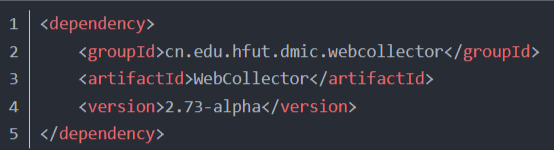 1 <dependency>
2     <groupId>cn.edu.hfut.dmic.webcollector</groupId>
3     <artifactId>WebCollector</artifactId>
4     <version>2.73-alpha</version>
5 </dependency>